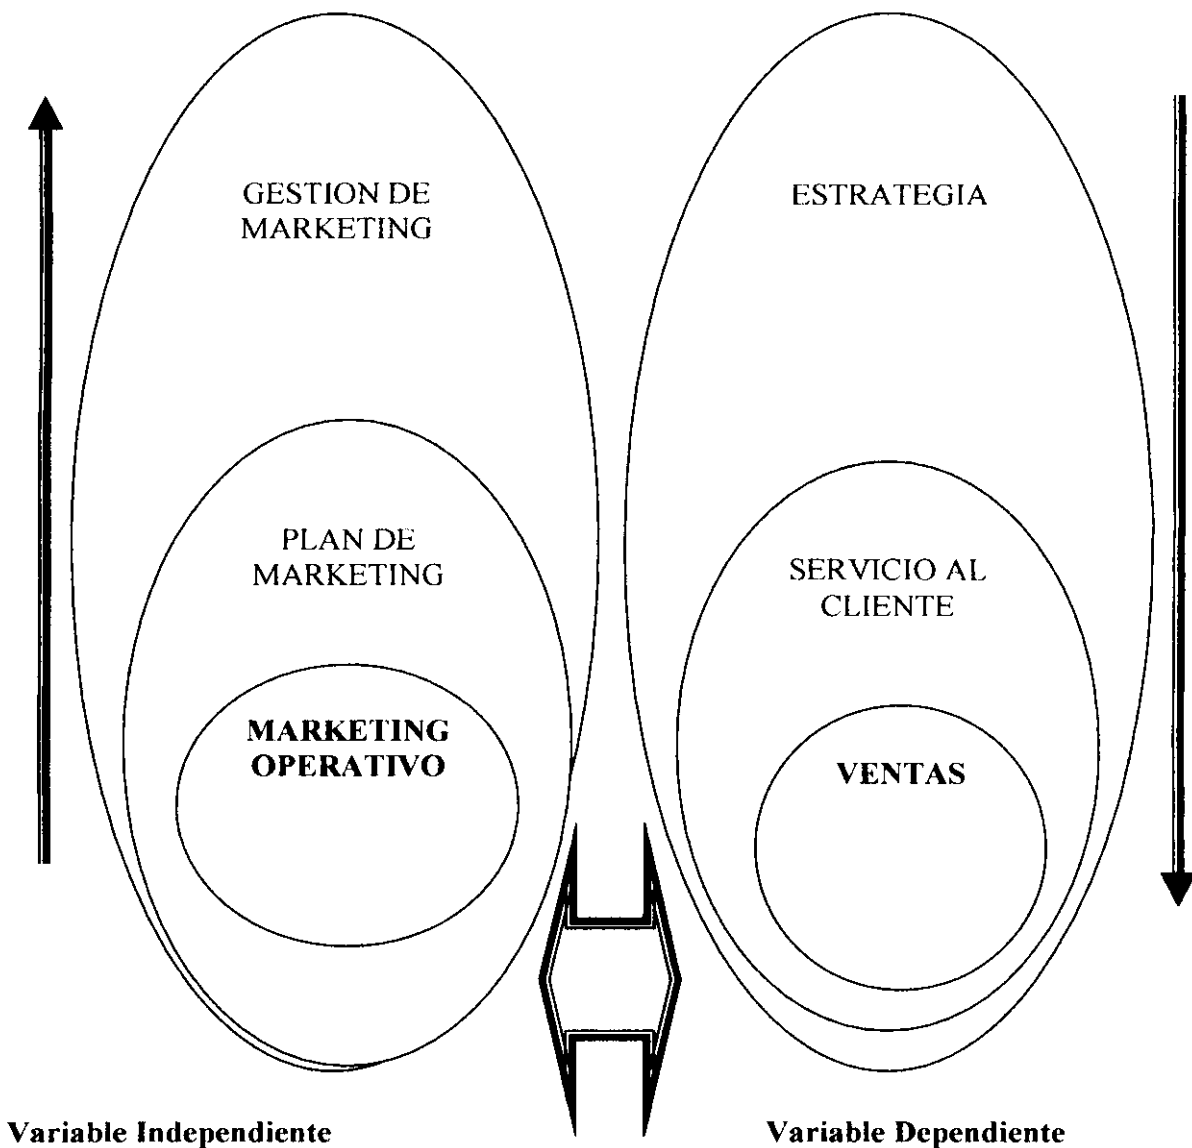 GESTION DE
MARKETING
ESTRATEGIA
PLAN DE
MARKETING
SERVICIO AL
CLIENTE
MARKETING
OPERATIVO
VENTAS
Variable Independiente
Variable Dependiente